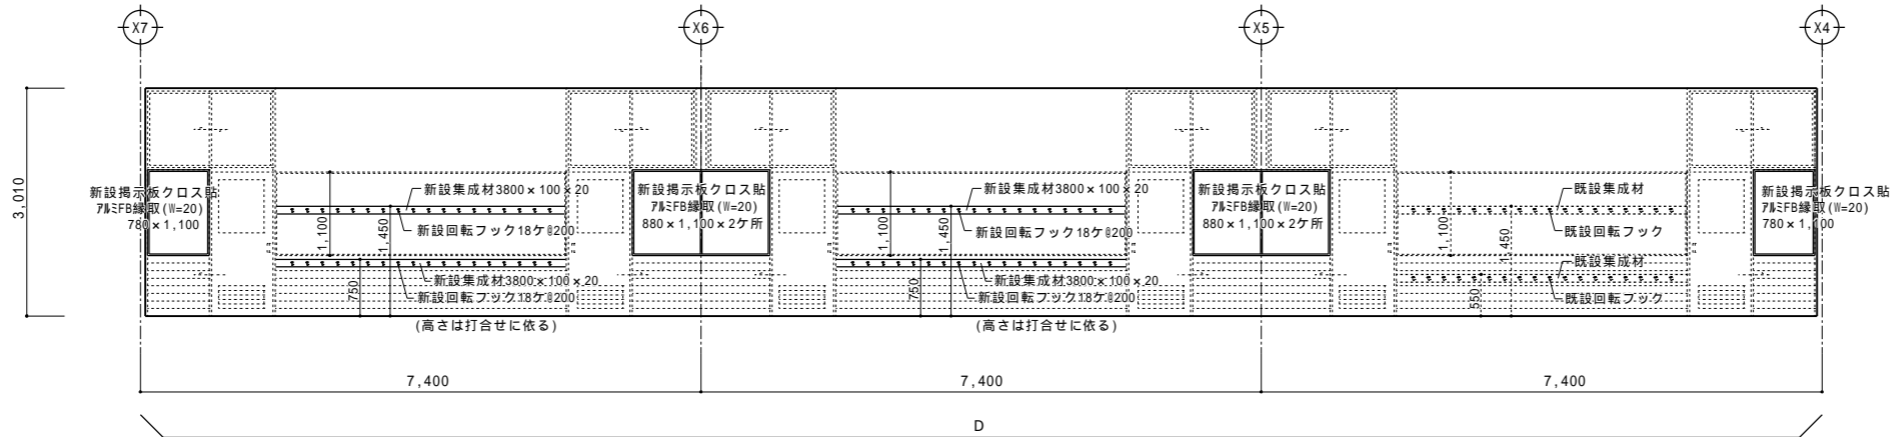 X7
X6
X5
X4
3,010
新設掲示板クロス貼
ｱﾙﾐFB縁取(W=20)
780×1,100
新設集成材3800×100×20
新設回転フック18ケ@200
1,100
1,450
新設集成材3800×100×20
新設回転フック18ケ@200
750
(高さは打合せに依る)
新設掲示板クロス貼
ｱﾙﾐFB縁取(W=20)
880×1,100×2ケ所
新設集成材3800×100×20
新設回転フック18ケ@200
1,100
1,450
新設集成材3800×100×20
新設回転フック18ケ@200
750
(高さは打合せに依る)
新設掲示板クロス貼
ｱﾙﾐFB縁取(W=20)
880×1,100×2ケ所
既設集成材
既設回転フック
1,100
1,450
既設集成材
既設回転フック
550
新設掲示板クロス貼
ｱﾙﾐFB縁取(W=20)
780×1,100
7,400
7,400
7,400
D